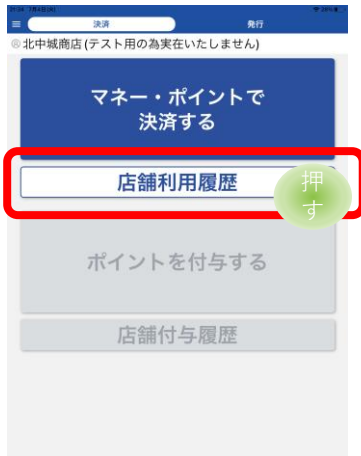 決済
発行
北中城商店(テスト用の為実在いたしません)
マネー・ポイントで
決済する
店舗利用履歴
押
す
ポイントを付与する
店舗付与履歴